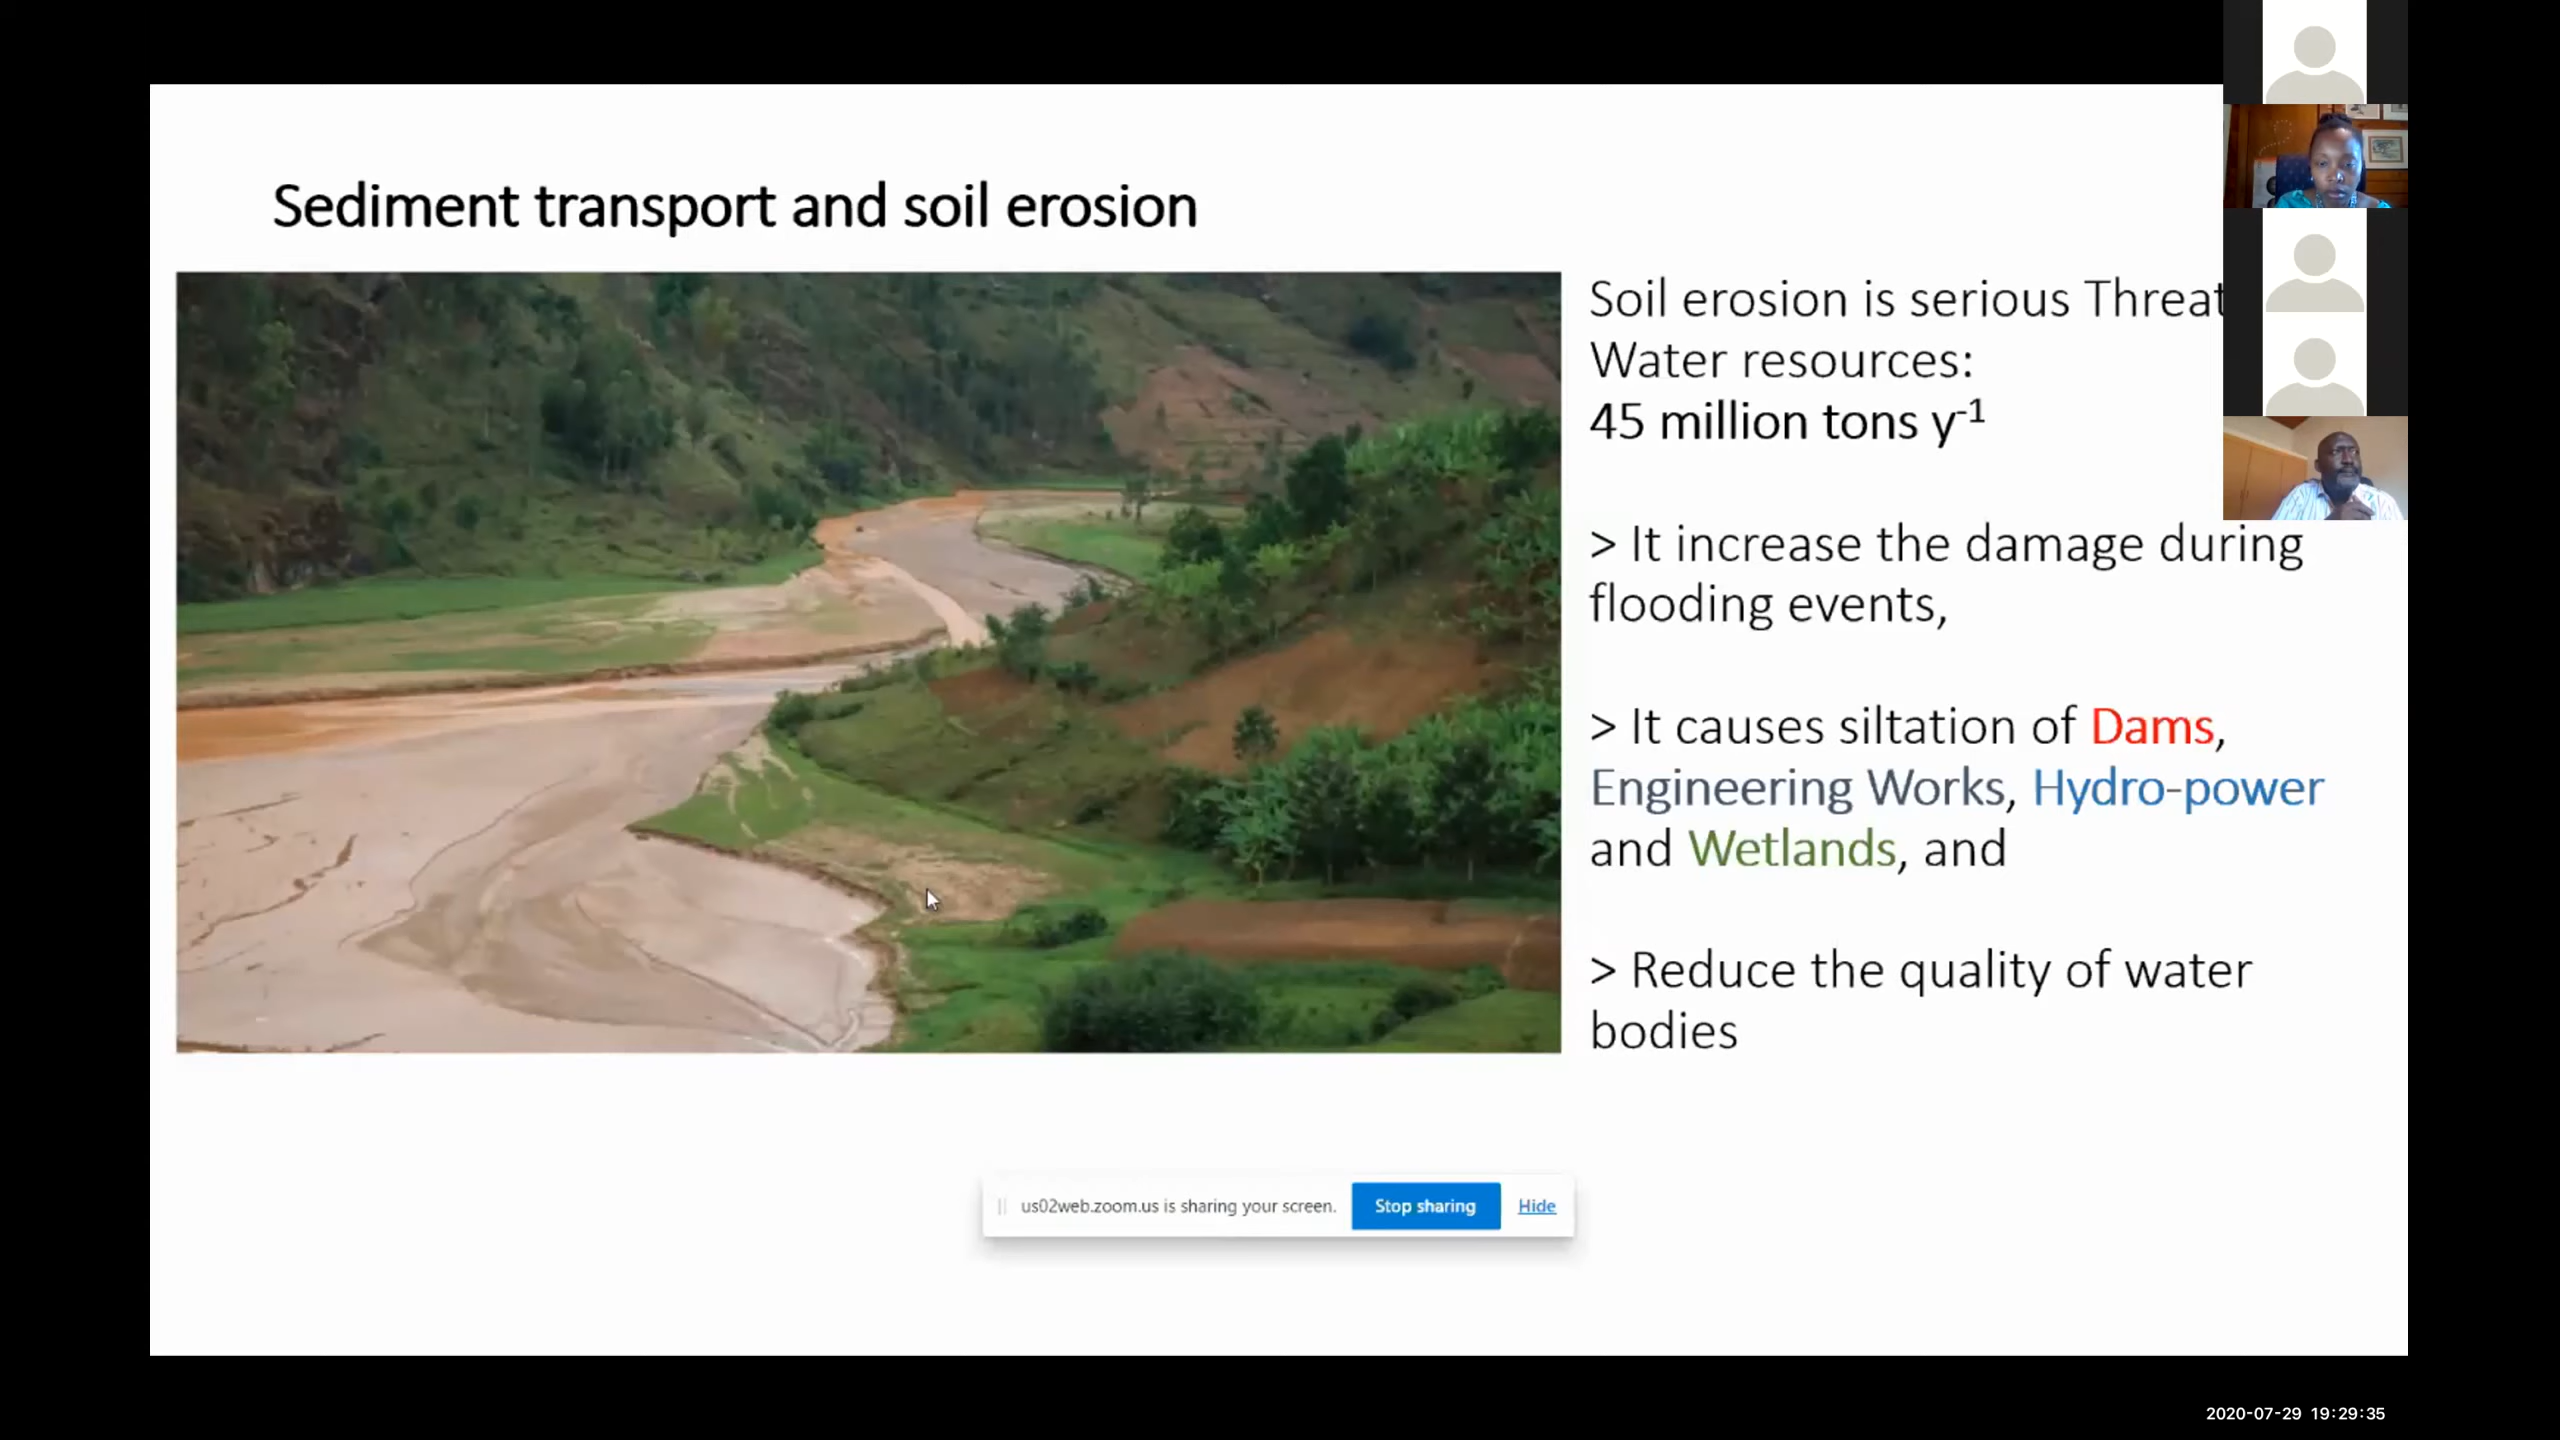 Sediment transport and soil erosion
Soil erosion is serious Threat
Water resources:
45 million tons y⁻¹
> It increase the damage during
flooding events,
> It causes siltation of Dams,
Engineering Works, Hydro-power
and Wetlands, and
> Reduce the quality of water
bodies
us02web.zoom.us is sharing your screen. Stop sharing Hide
2020-07-29 19:29:35